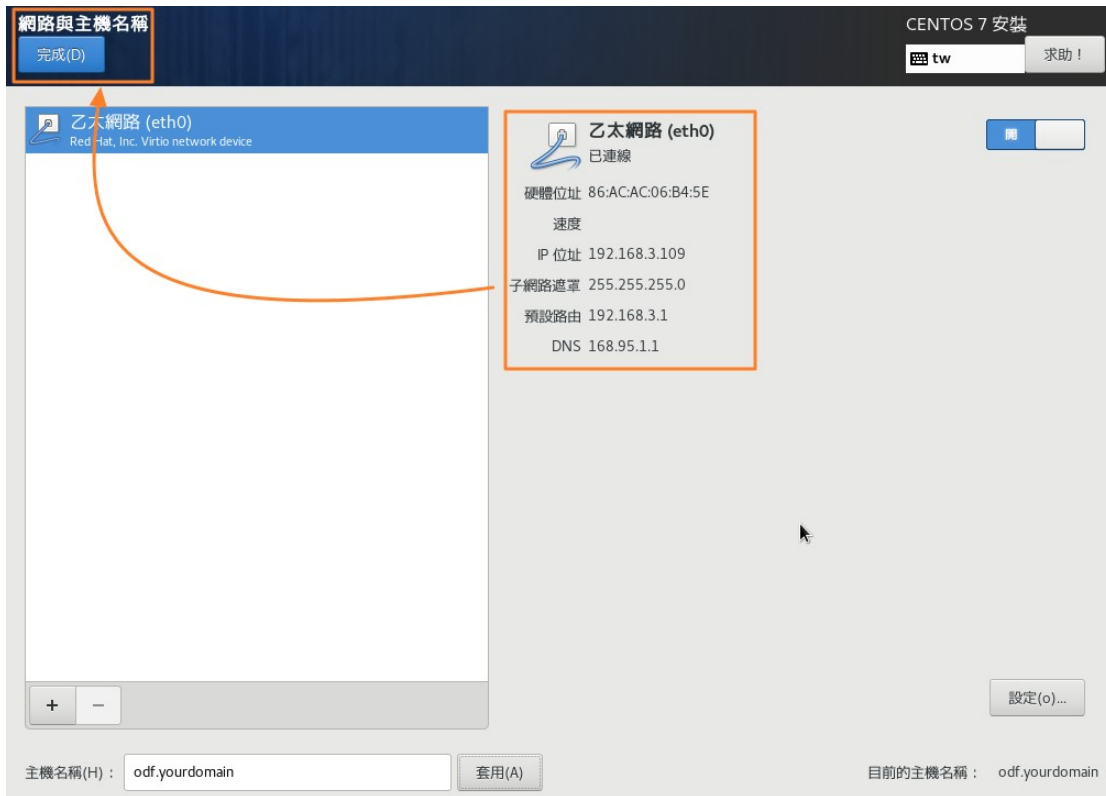 網路與主機名稱
完成(D)
CENTOS 7 安裝
tw
求助！
乙太網路 (eth0)
Red Hat, Inc. Virtio network device
乙太網路 (eth0)
已連線
開
硬體位址 86:AC:AC:06:B4:5E
速度
IP 位址 192.168.3.109
子網路遮罩 255.255.255.0
預設路由 192.168.3.1
DNS 168.95.1.1
+ −
設定(o)...
主機名稱(H)： odf.yourdomain 套用(A) 目前的主機名稱： odf.yourdomain